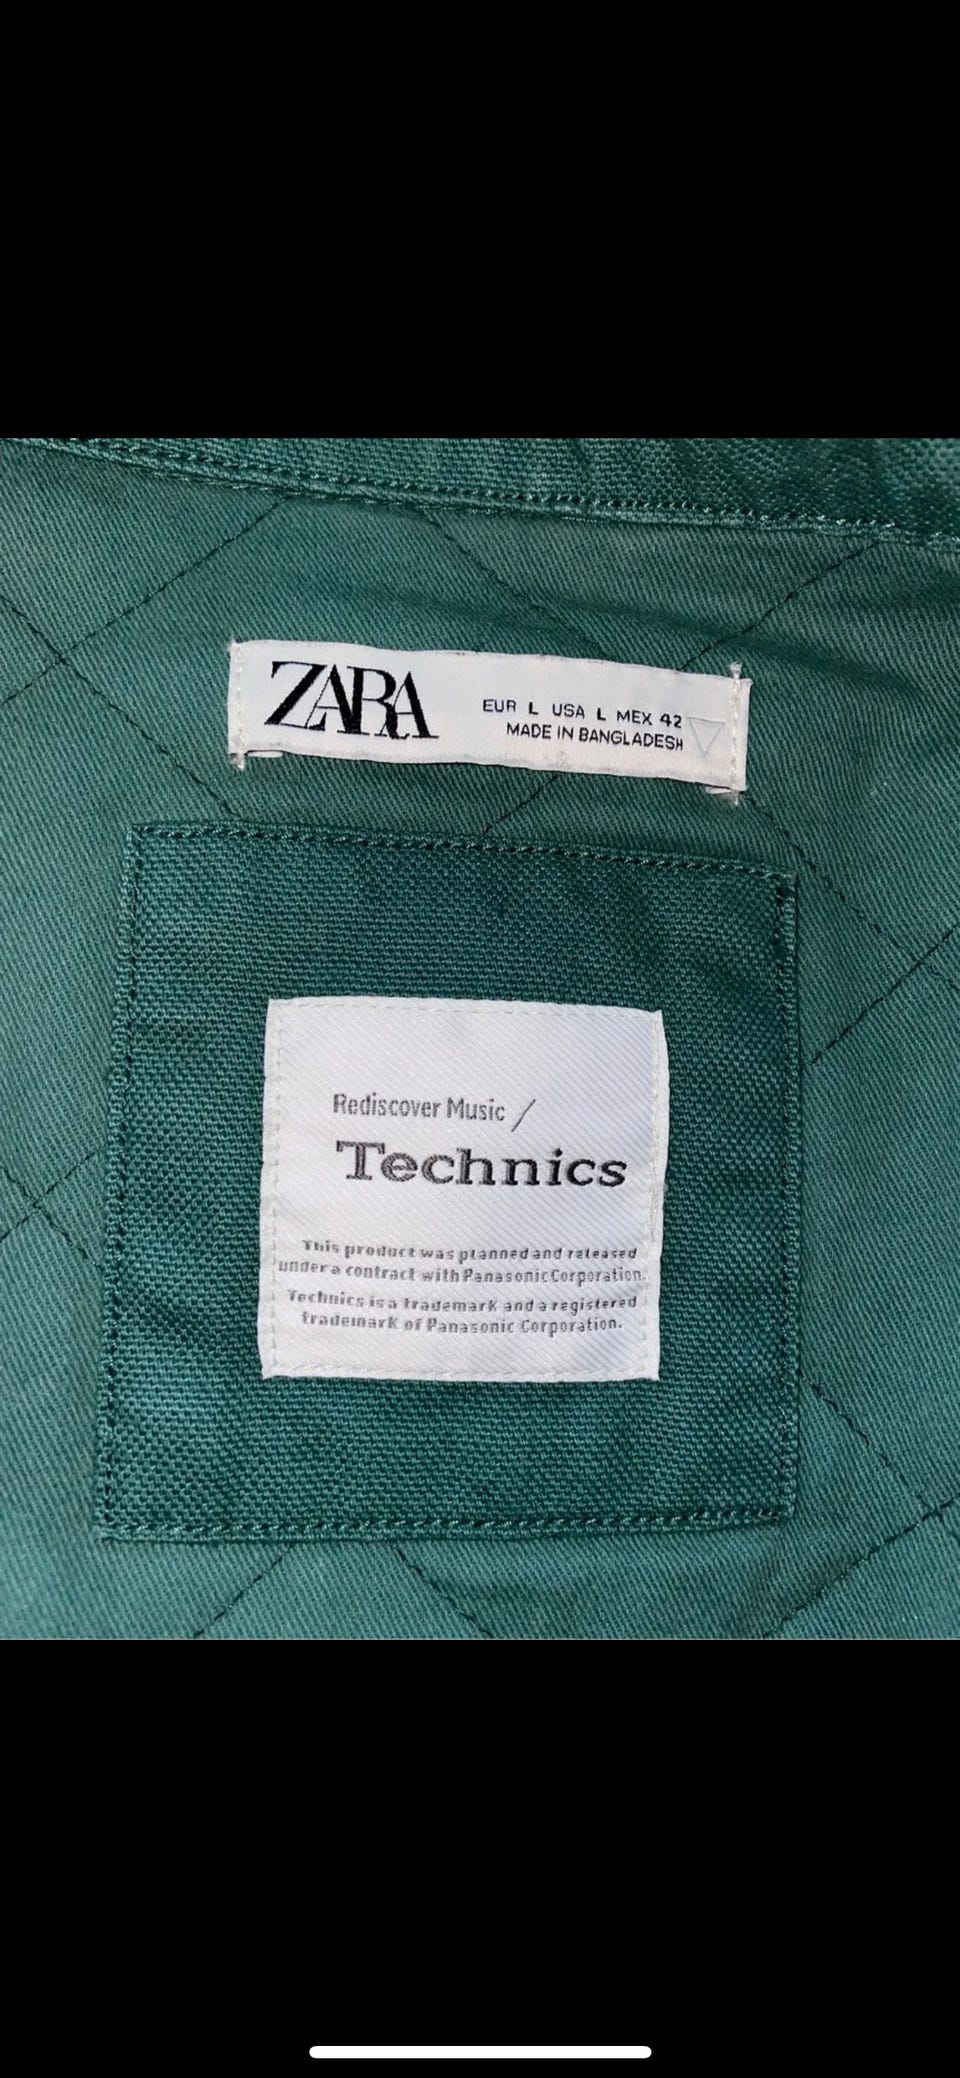 ZARA
EUR L USA L MEX 42
MADE IN BANGLADESH
Rediscover Music /
Technics
This product was planned and released
under a contract with Panasonic Corporation.
Technics is a trademark and a registered
trademark of Panasonic Corporation.